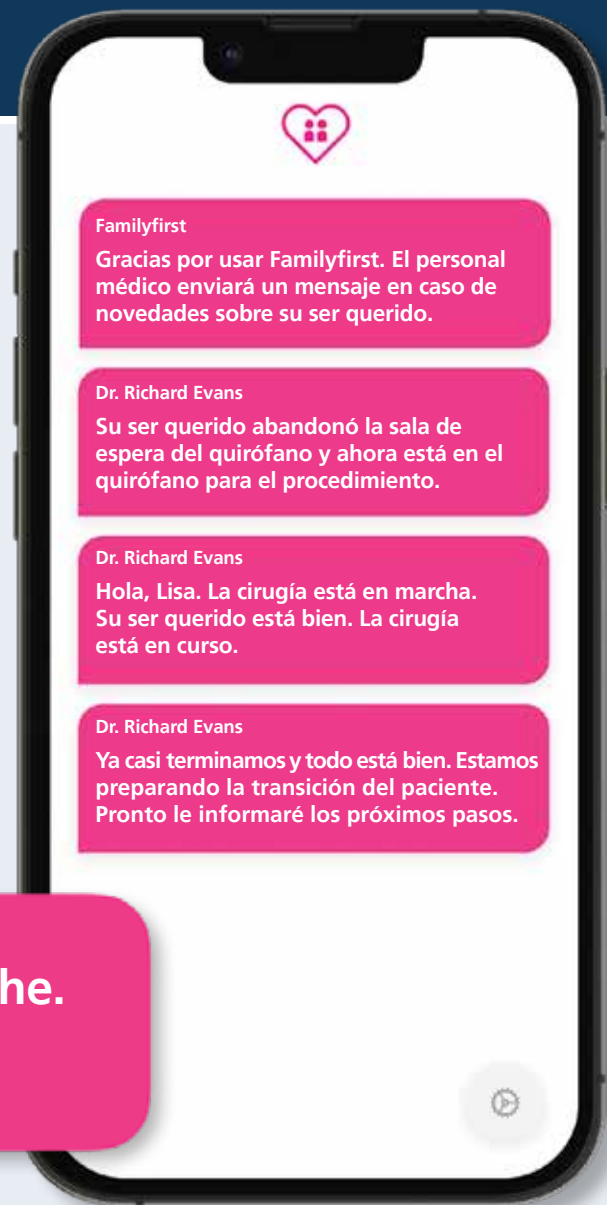 Familyfirst
Gracias por usar Familyfirst. El personal
médico enviará un mensaje en caso de
novedades sobre su ser querido.
Dr. Richard Evans
Su ser querido abandonó la sala de
espera del quirófano y ahora está en el
quirófano para el procedimiento.
Dr. Richard Evans
Hola, Lisa. La cirugía está en marcha.
Su ser querido está bien. La cirugía
está en curso.
Dr. Richard Evans
Ya casi terminamos y todo está bien. Estamos
preparando la transición del paciente.
Pronto le informaré los próximos pasos.
he.